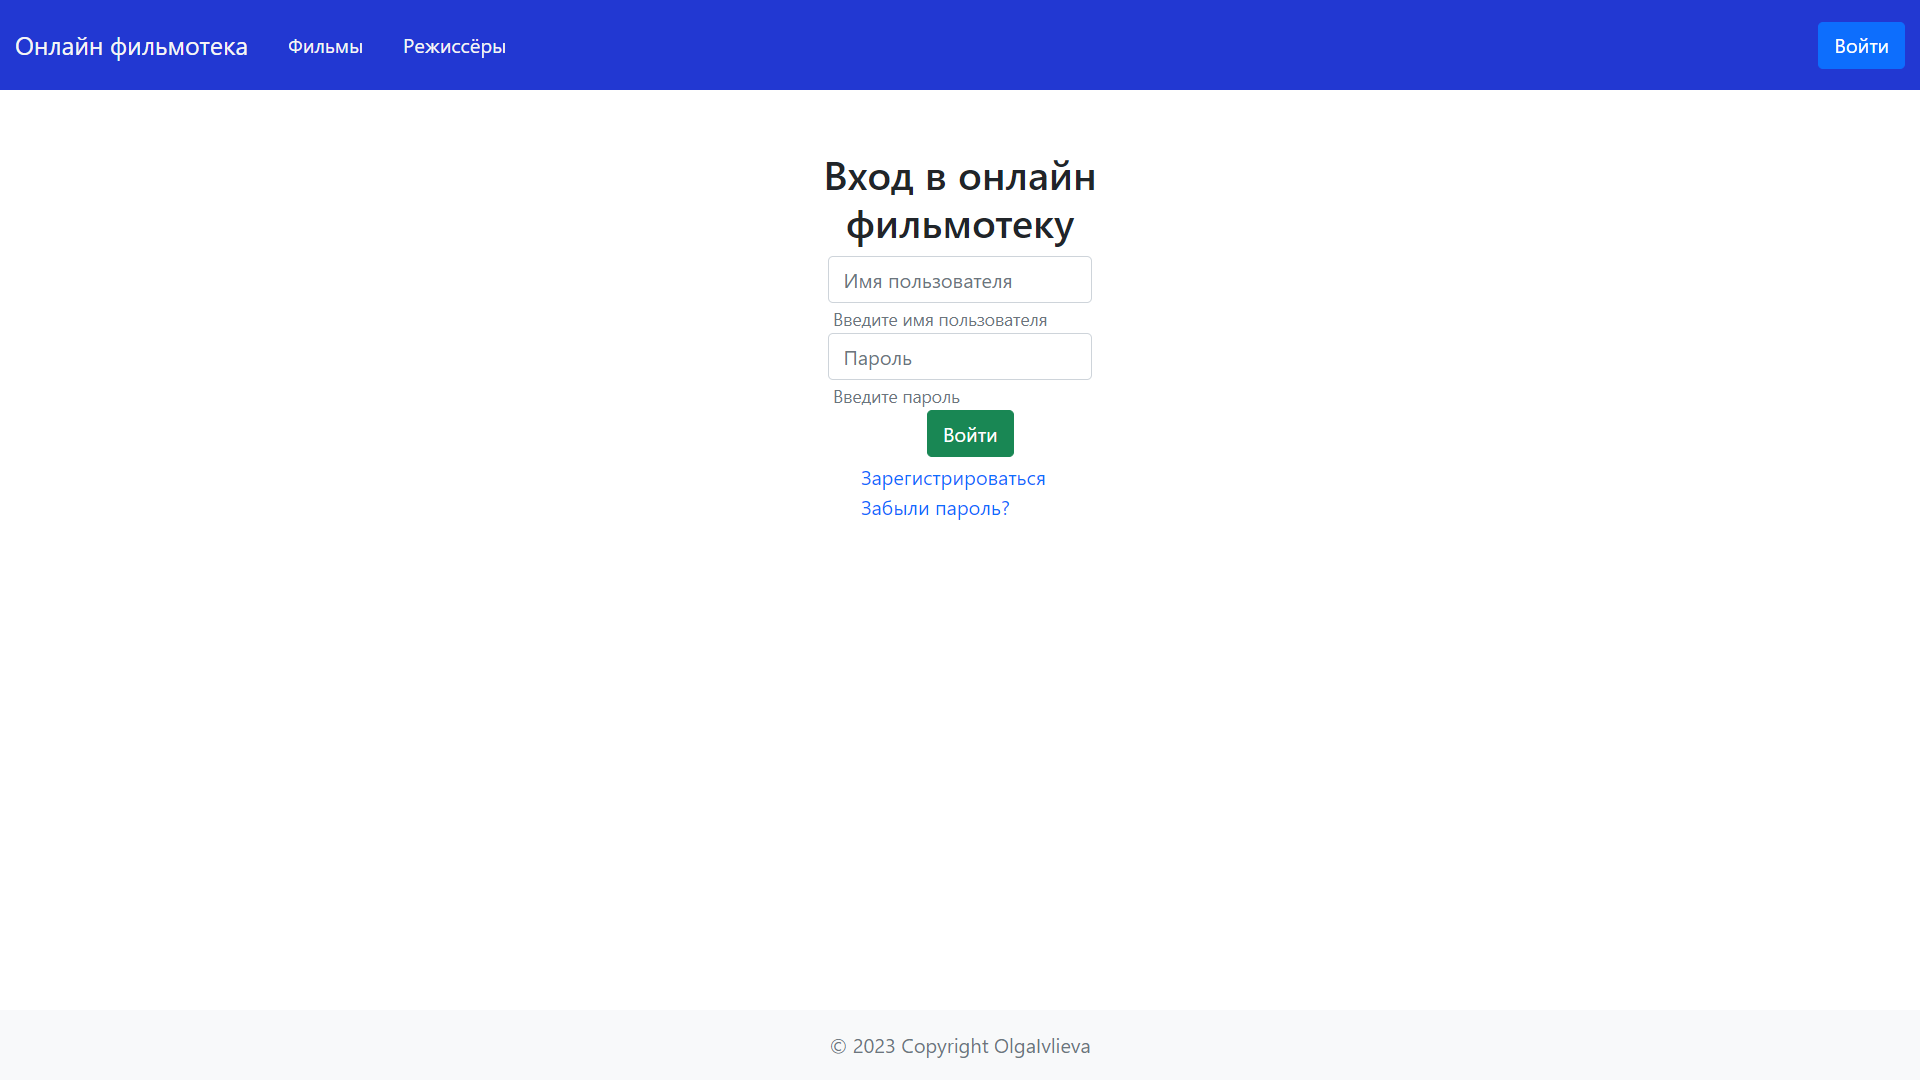 Онлайн фильмотека
Фильмы
Режиссёры
Войти
Вход в онлайн
фильмотеку
Имя пользователя
Введите имя пользователя
Пароль
Введите пароль
Войти
Зарегистрироваться
Забыли пароль?
© 2023 Copyright OlgaIvlieva